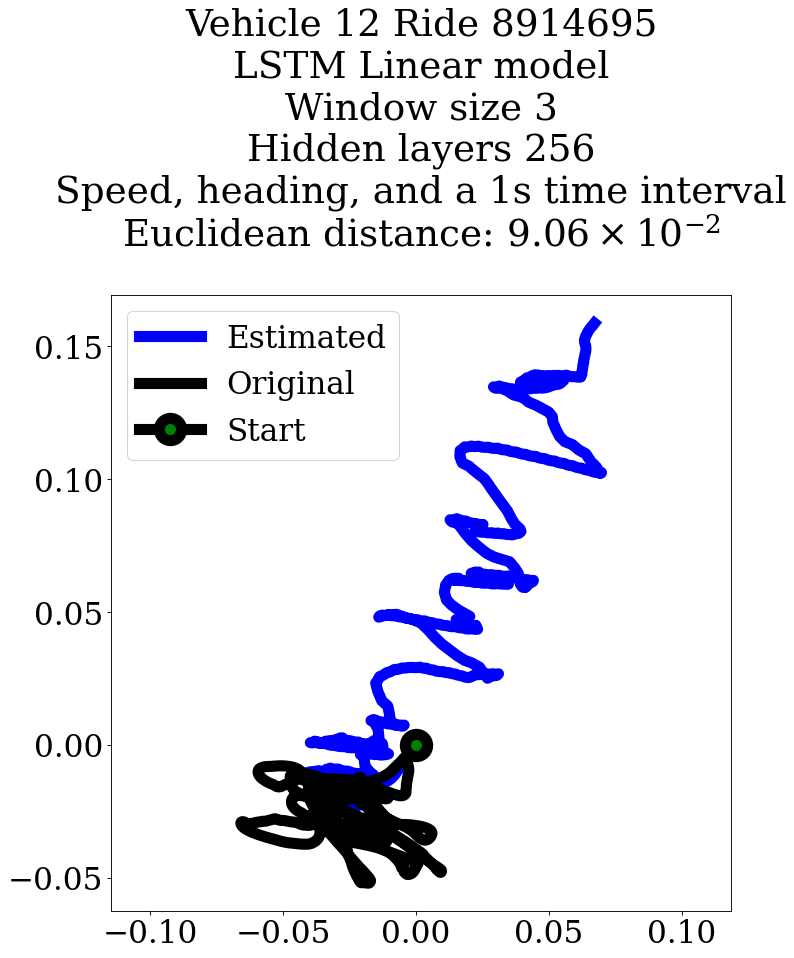 Vehicle 12 Ride 8914695
LSTM Linear model
Window size 3
Hidden layers 256
Speed, heading, and a 1s time interval
Euclidean distance: 9.06 × 10⁻²
Estimated
Original
Start
0.15
0.10
0.05
0.00
−0.05
−0.10 −0.05 0.00 0.05 0.10